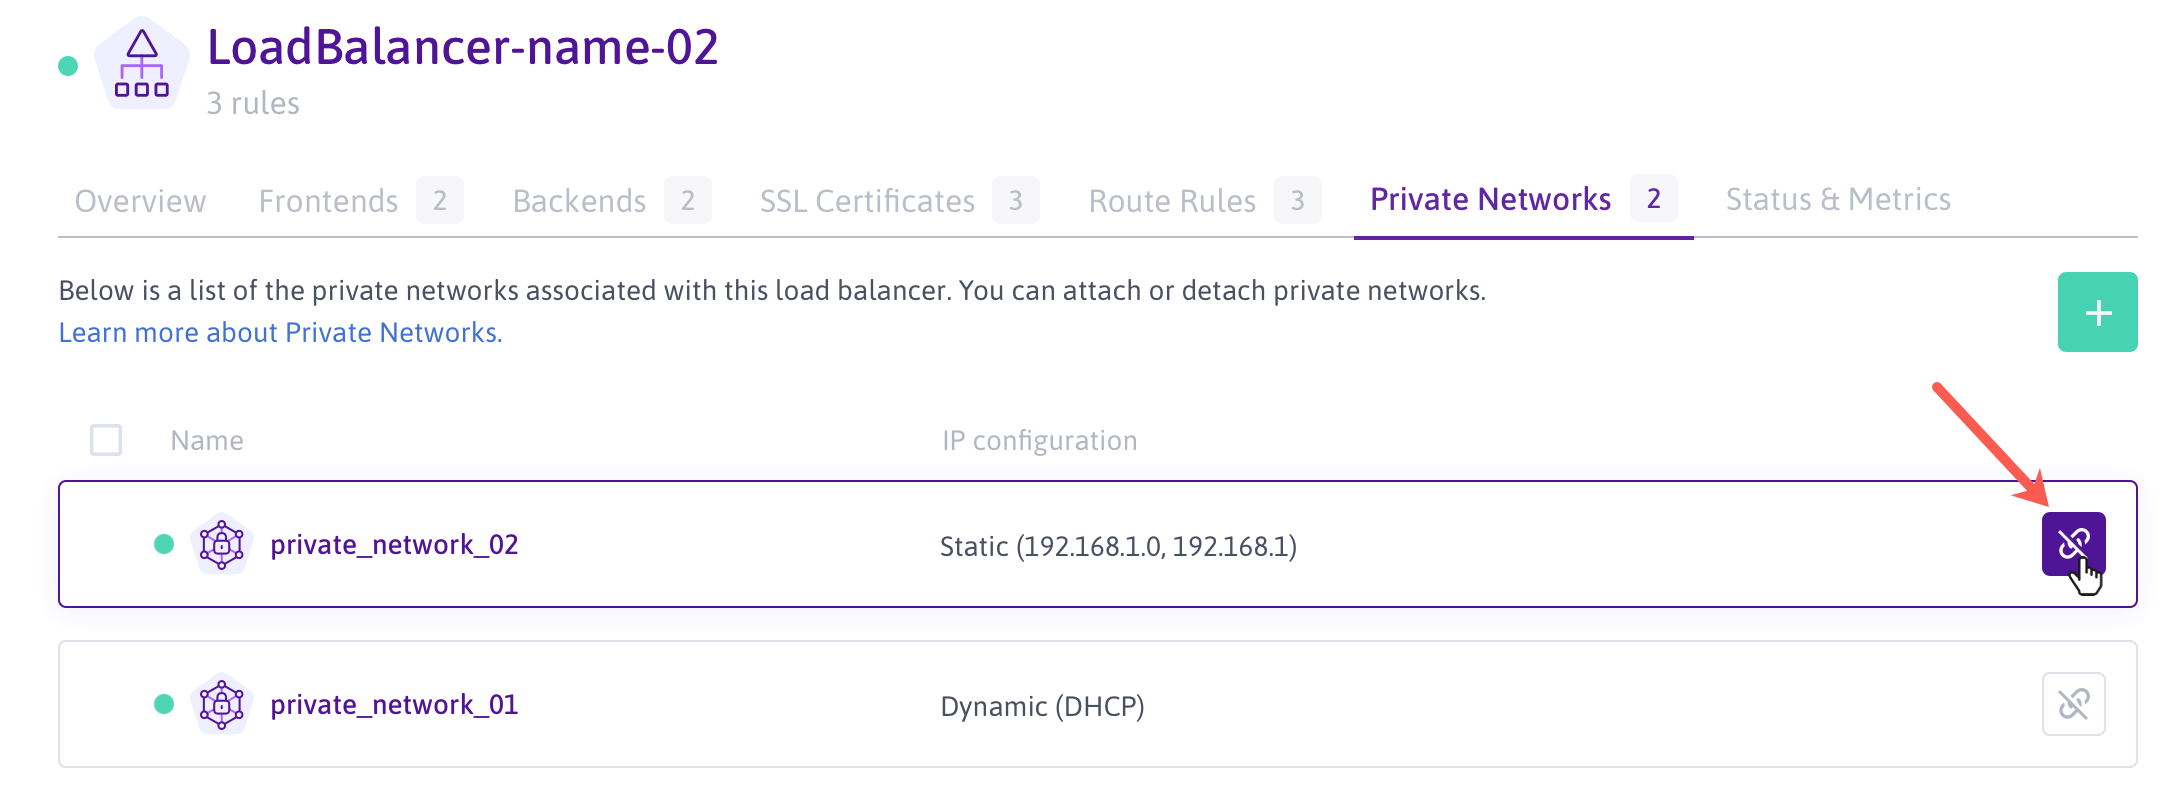 LoadBalancer-name-02
3 rules
Overview Frontends 2 Backends 2 SSL Certificates 3 Route Rules 3 Private Networks 2 Status & Metrics
Below is a list of the private networks associated with this load balancer. You can attach or detach private networks.
Learn more about Private Networks.
Name IP configuration
private_network_02 Static (192.168.1.0, 192.168.1)
private_network_01 Dynamic (DHCP)